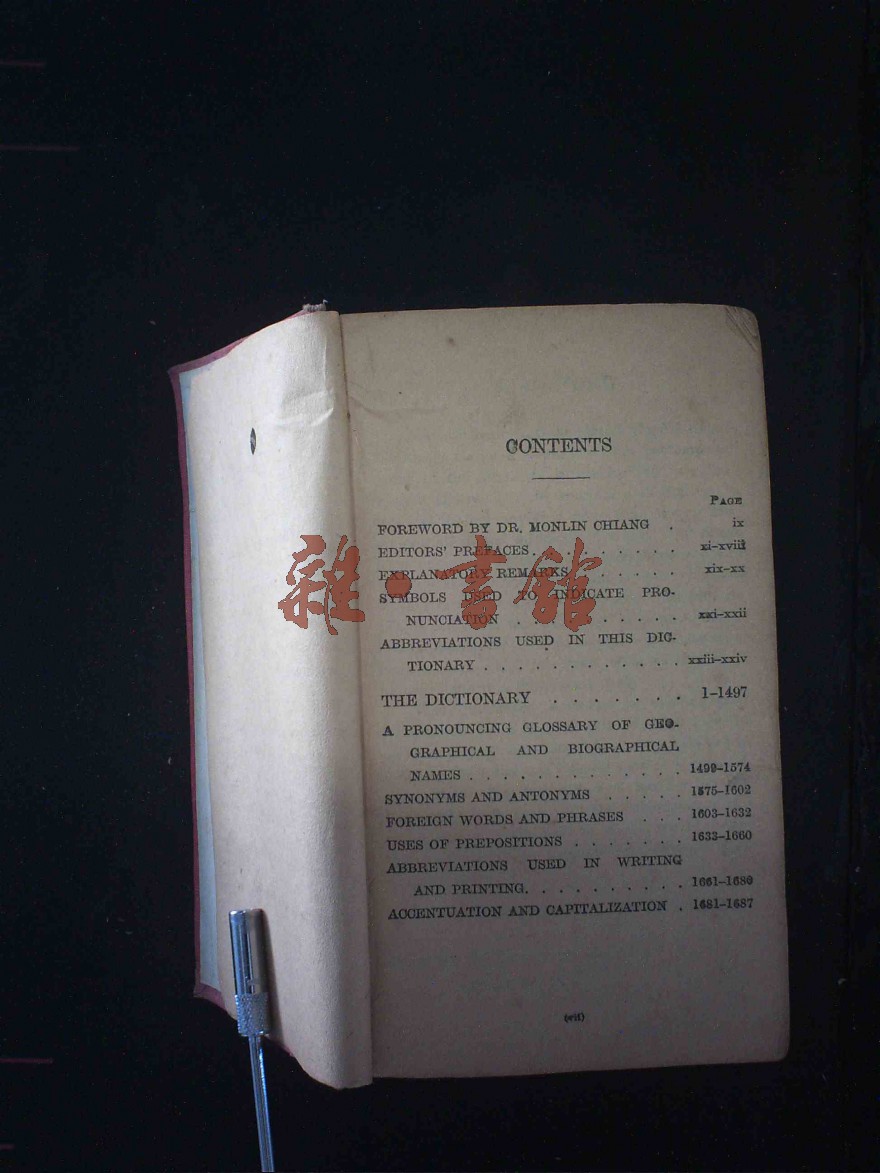 CONTENTS
PAGE
FOREWORD BY DR. MONLIN CHIANG . ix
EDITORS' PREFACES . . . . . . . . . . xi-xviii
EXPLANATORY REMARKS . . . . . . xix-xx
SYMBOLS USED TO INDICATE PRO-
NUNCIATION . . . . . . . . . . xxi-xxii
ABBREVIATIONS USED IN THIS DIC-
TIONARY . . . . . . . . . . . . xxiii-xxiv
THE DICTIONARY . . . . . . . 1-1497
A PRONOUNCING GLOSSARY OF GEO-
GRAPHICAL AND BIOGRAPHICAL
NAMES . . . . . . . . . . . . . 1499-1574
SYNONYMS AND ANTONYMS . . . . . 1575-1602
FOREIGN WORDS AND PHRASES . . . 1603-1632
USES OF PREPOSITIONS . . . . . . . 1633-1660
ABBREVIATIONS USED IN WRITING
AND PRINTING. . . . . . . . . . 1661-1680
ACCENTUATION AND CAPITALIZATION . 1681-1687
(vii)
雜·書館